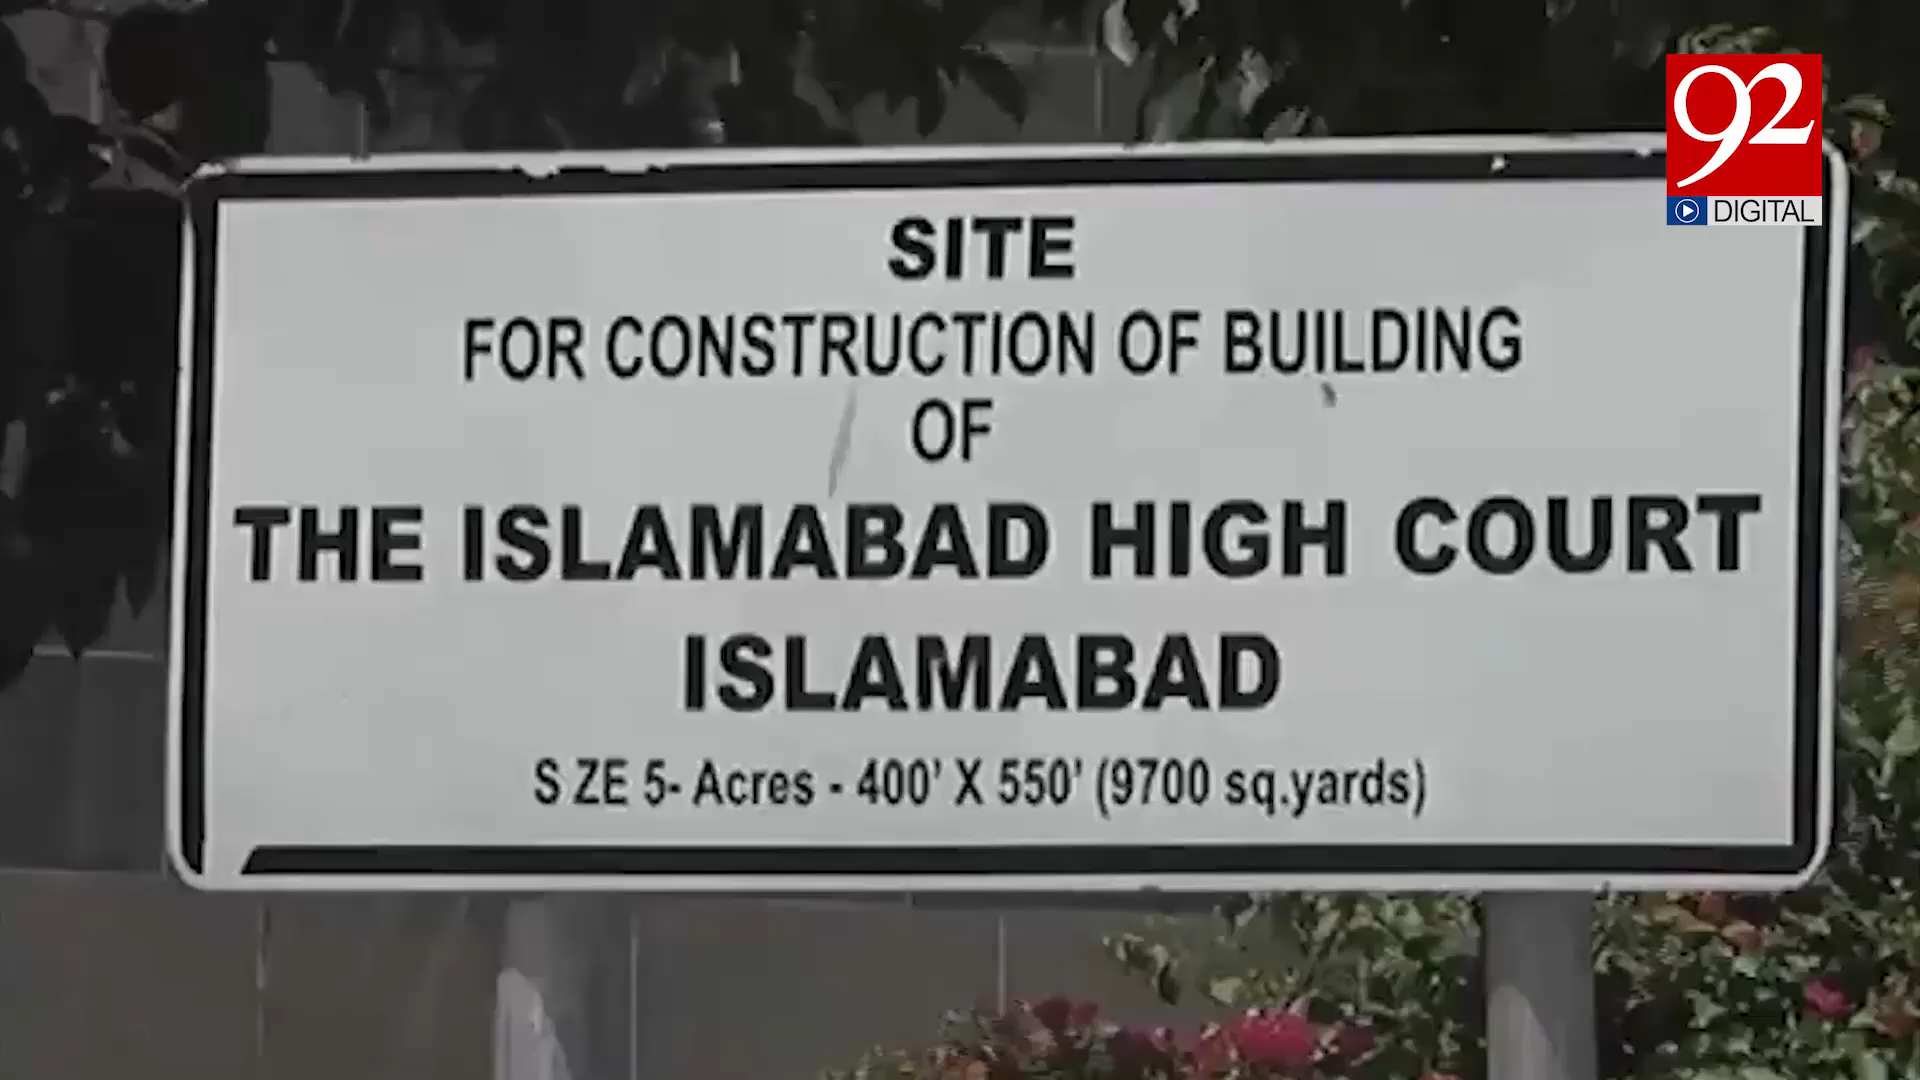 92
DIGITAL
SITE
FOR CONSTRUCTION OF BUILDING
OF
THE ISLAMABAD HIGH COURT
ISLAMABAD
S ZE 5- Acres - 400' X 550' (9700 sq.yards)